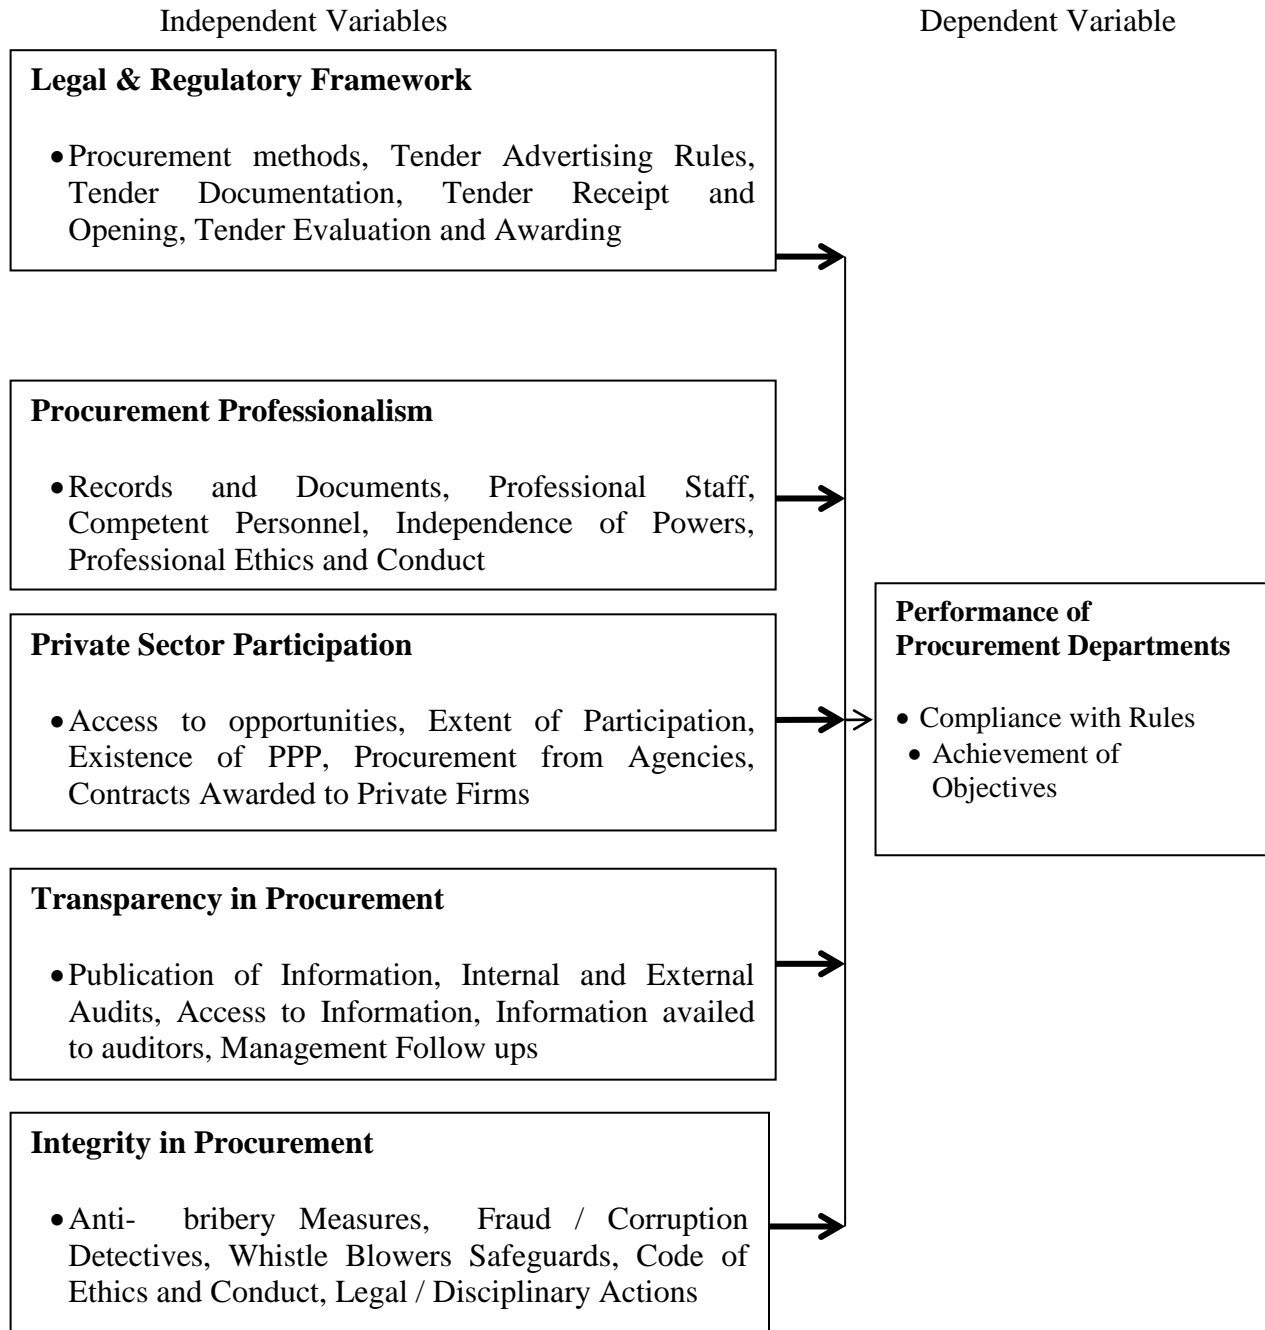 Independent Variables
Dependent Variable
Legal & Regulatory Framework
• Procurement methods, Tender Advertising Rules,
Tender Documentation, Tender Receipt and
Opening, Tender Evaluation and Awarding
Procurement Professionalism
• Records and Documents, Professional Staff,
Competent Personnel, Independence of Powers,
Professional Ethics and Conduct
Private Sector Participation
• Access to opportunities, Extent of Participation,
Existence of PPP, Procurement from Agencies,
Contracts Awarded to Private Firms
Transparency in Procurement
• Publication of Information, Internal and External
Audits, Access to Information, Information availed
to auditors, Management Follow ups
Integrity in Procurement
• Anti- bribery Measures, Fraud / Corruption
Detectives, Whistle Blowers Safeguards, Code of
Ethics and Conduct, Legal / Disciplinary Actions
Performance of
Procurement Departments
• Compliance with Rules
• Achievement of
Objectives